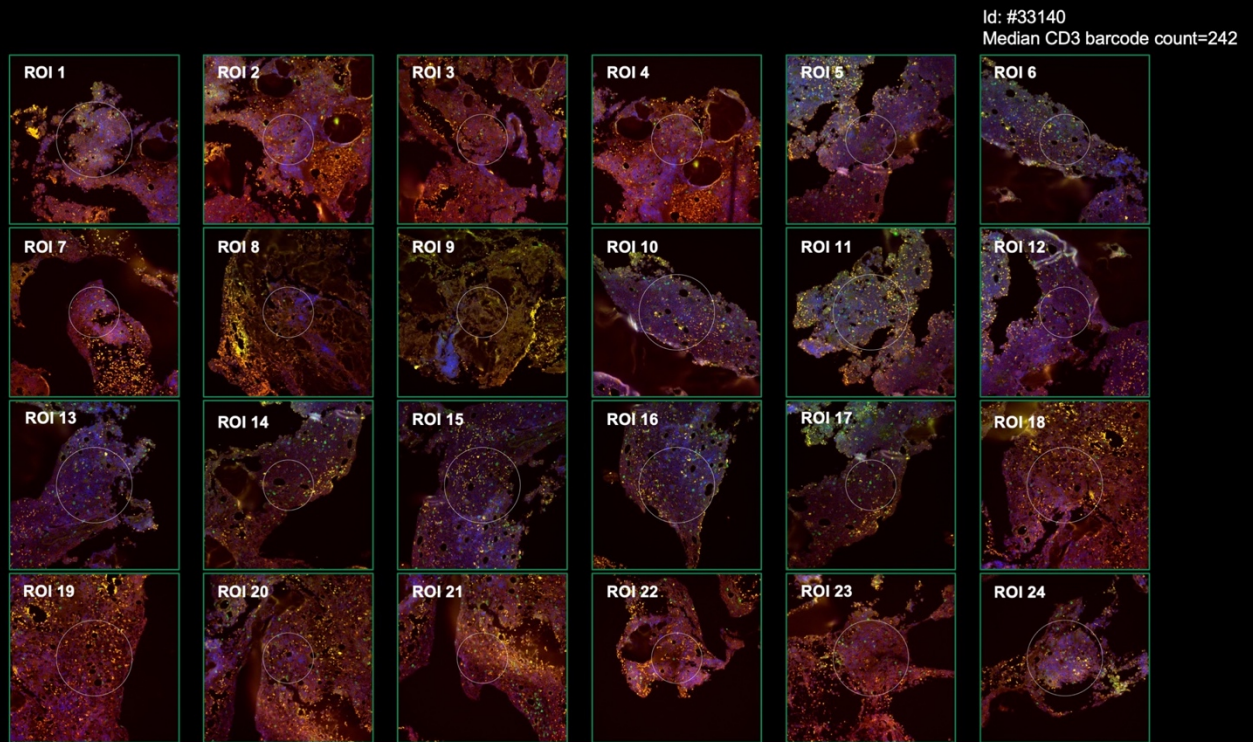 Id: #33140
Median CD3 barcode count=242
ROI 1
ROI 2
ROI 3
ROI 4
ROI 5
ROI 6
ROI 7
ROI 8
ROI 9
ROI 10
ROI 11
ROI 12
ROI 13
ROI 14
ROI 15
ROI 16
ROI 17
ROI 18
ROI 19
ROI 20
ROI 21
ROI 22
ROI 23
ROI 24